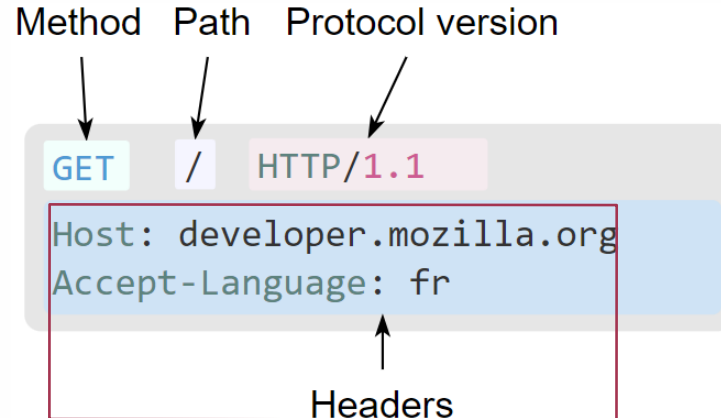 Method Path Protocol version
GET / HTTP/1.1
Host: developer.mozilla.org
Accept-Language: fr
Headers